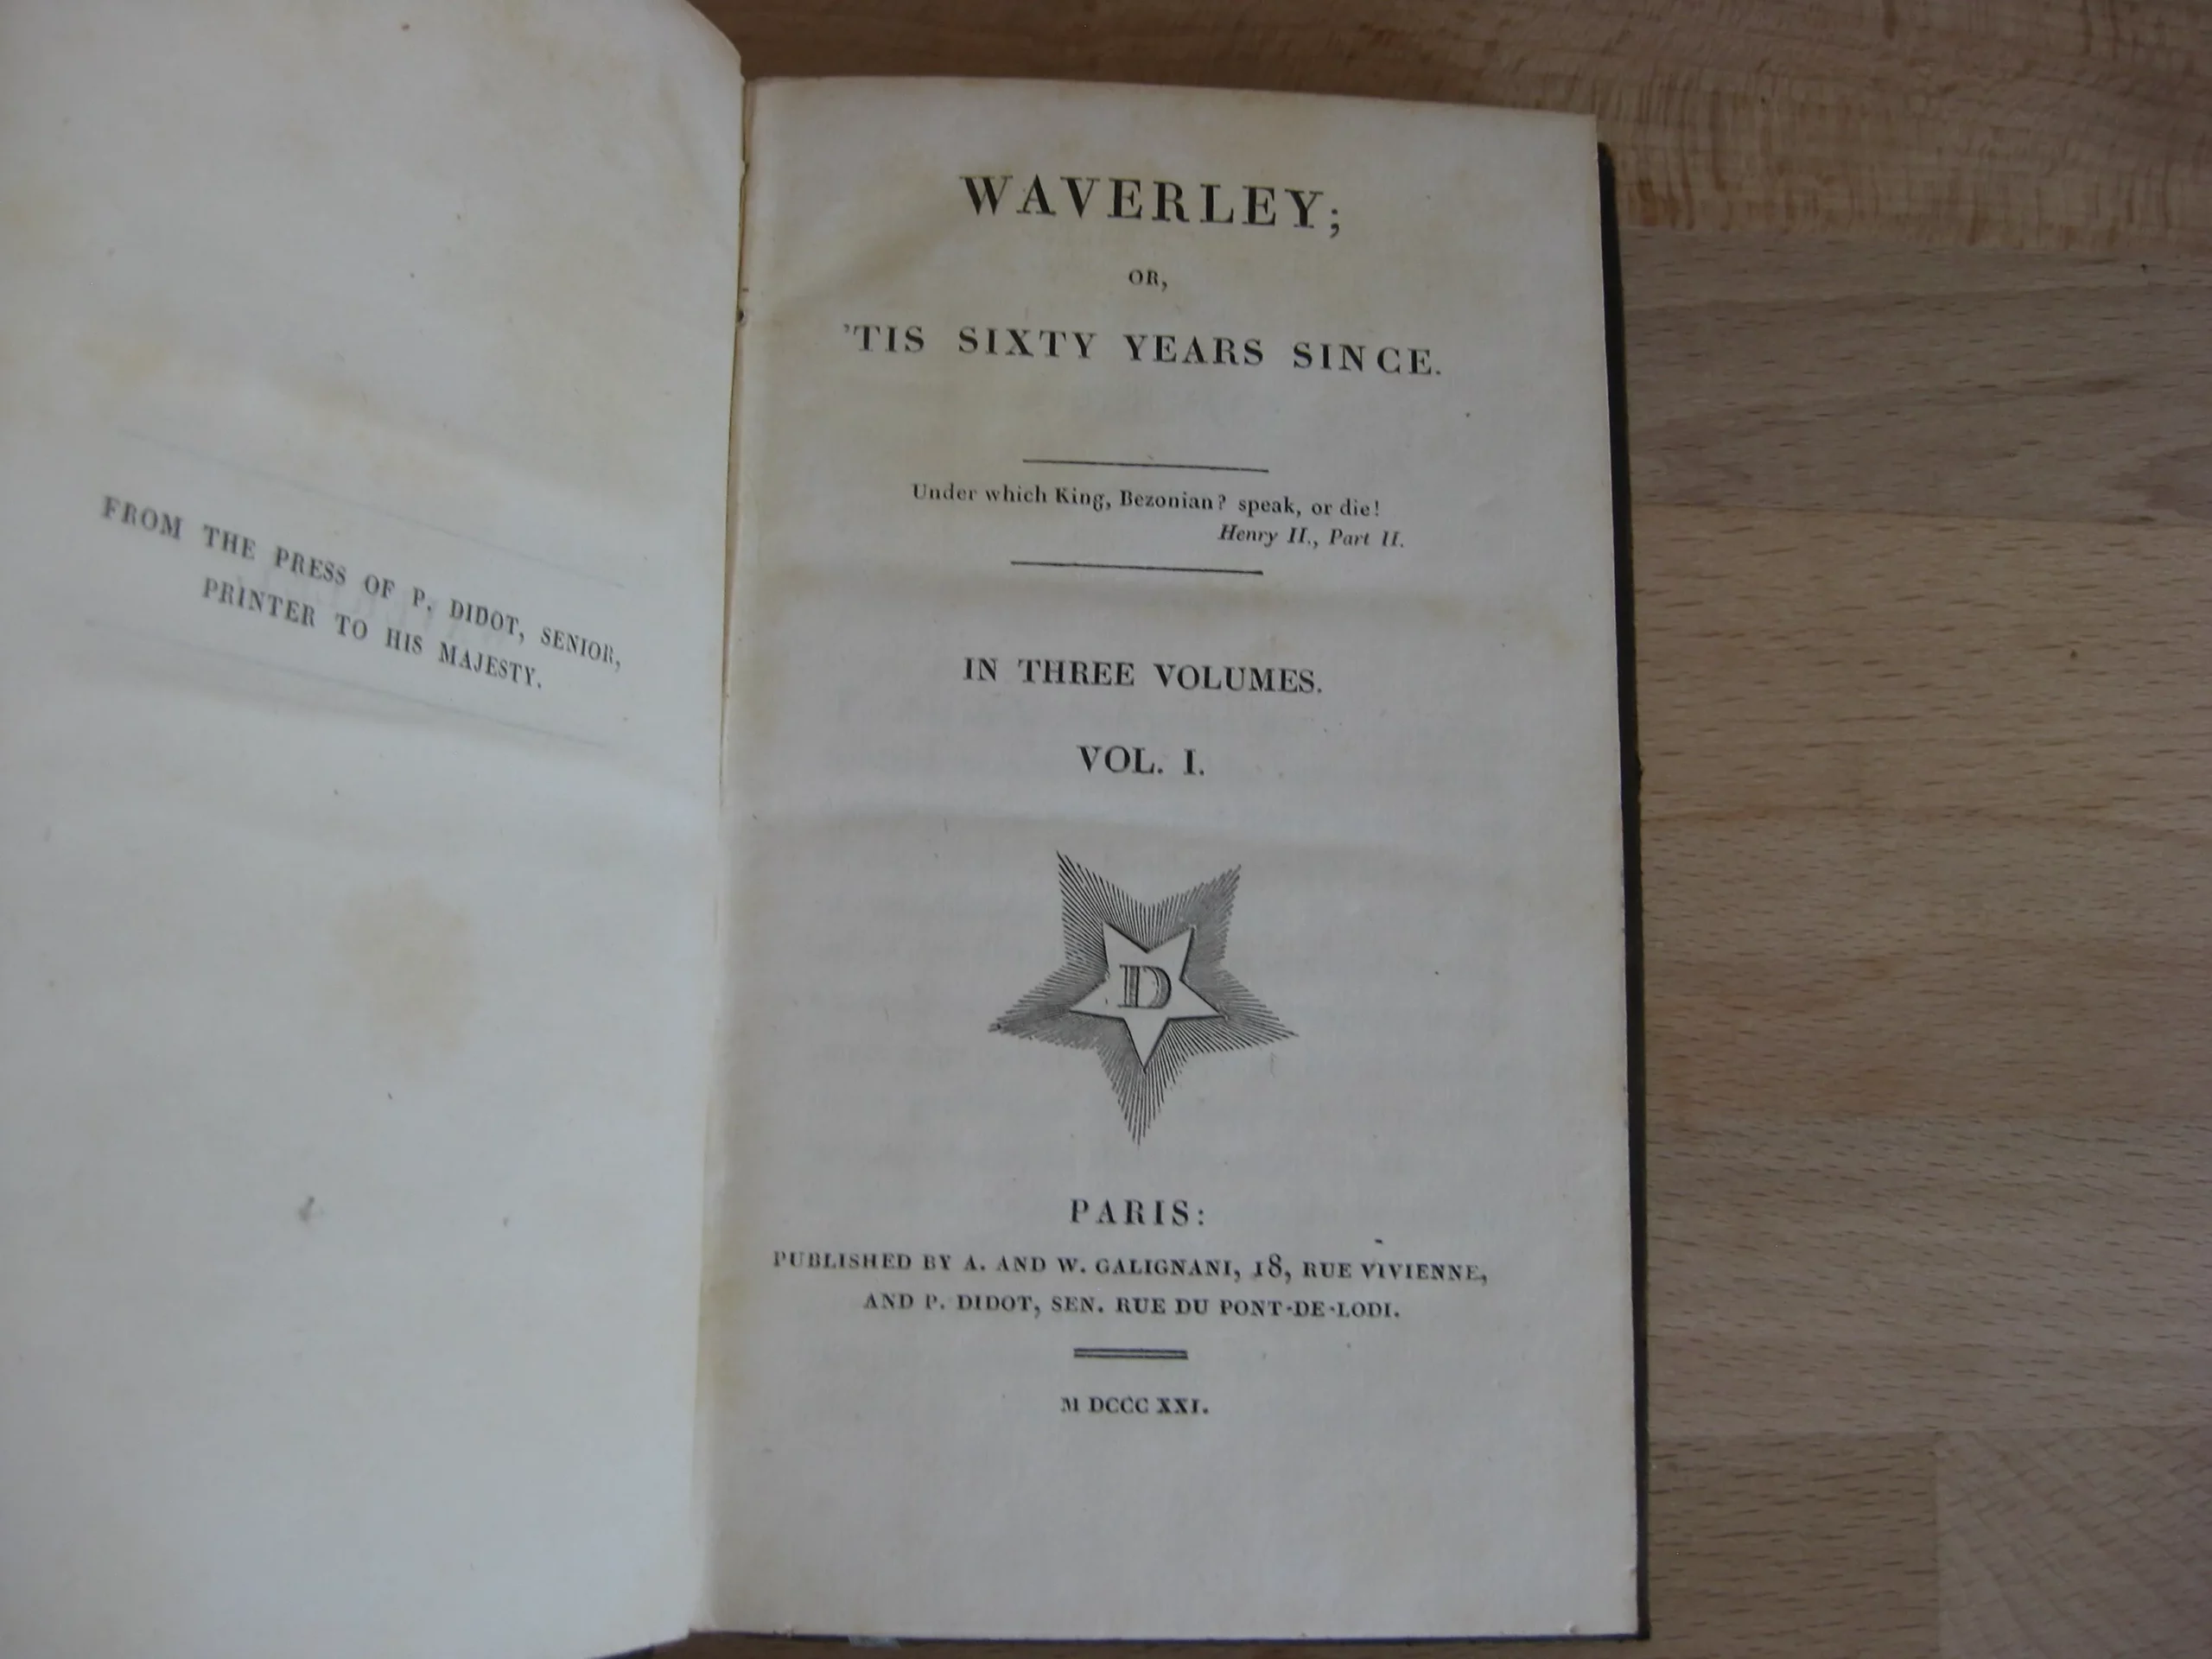 FROM THE PRESS OF P. DIDOT, SENIOR,
PRINTER TO HIS MAJESTY.
WAVERLEY;
OR,
'TIS SIXTY YEARS SINCE.
Under which King, Bezonian? speak, or die!
Henry II., Part II.
IN THREE VOLUMES.
VOL. I.
D
PARIS:
PUBLISHED BY A. AND W. GALIGNANI, 18, RUE VIVIENNE,
AND P. DIDOT, SEN. RUE DU PONT-DE-LODI.
M DCCC XXI.